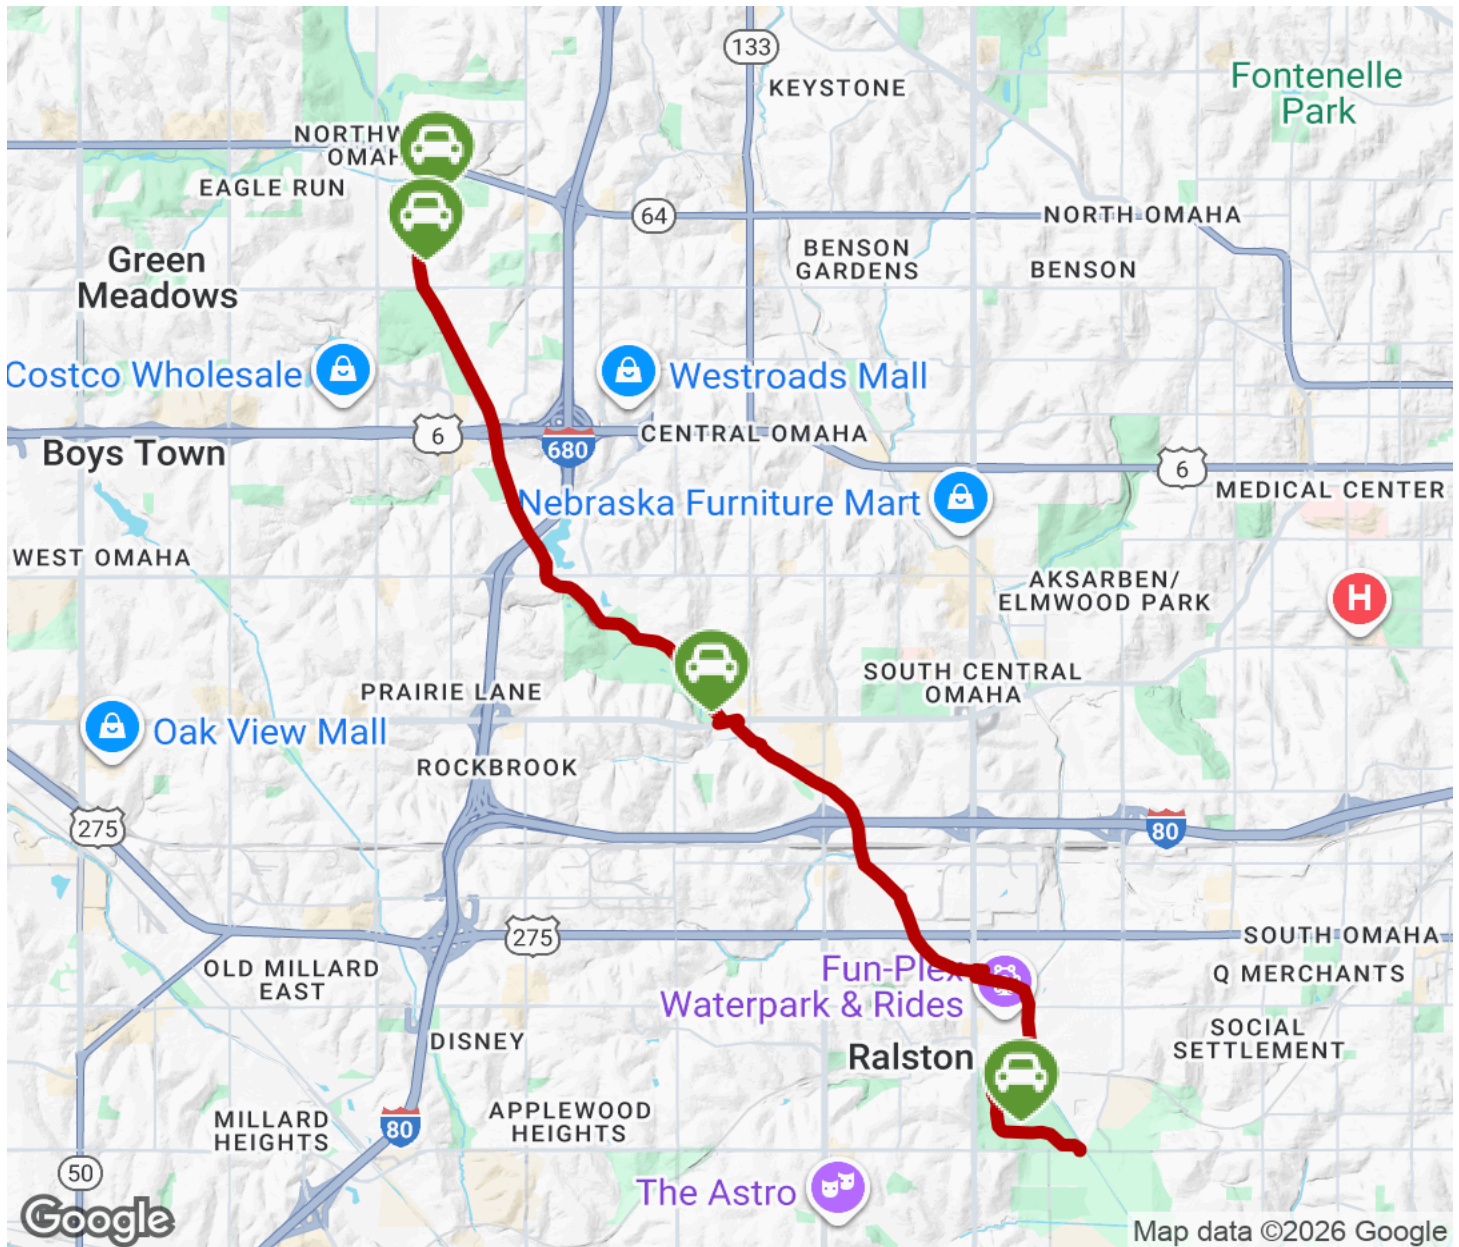 133
KEYSTONE
Fontenelle
Park
NORTHW
OMAH
EAGLE RUN
64
NORTH OMAHA
BENSON
GARDENS
BENSON
Green
Meadows
Costco Wholesale
Westroads Mall
6
CENTRAL OMAHA
680
Boys Town
6
MEDICAL CENTER
Nebraska Furniture Mart
WEST OMAHA
AKSARBEN/
ELMWOOD PARK
H
SOUTH CENTRAL
OMAHA
PRAIRIE LANE
Oak View Mall
ROCKBROOK
275
80
275
SOUTH OMAHA
OLD MILLARD
EAST
Fun-Plex
Waterpark & Rides
Q MERCHANTS
DISNEY
SOCIAL
SETTLEMENT
Ralston
MILLARD
HEIGHTS
80
APPLEWOOD
HEIGHTS
50
The Astro
Google
Map data ©2026 Google